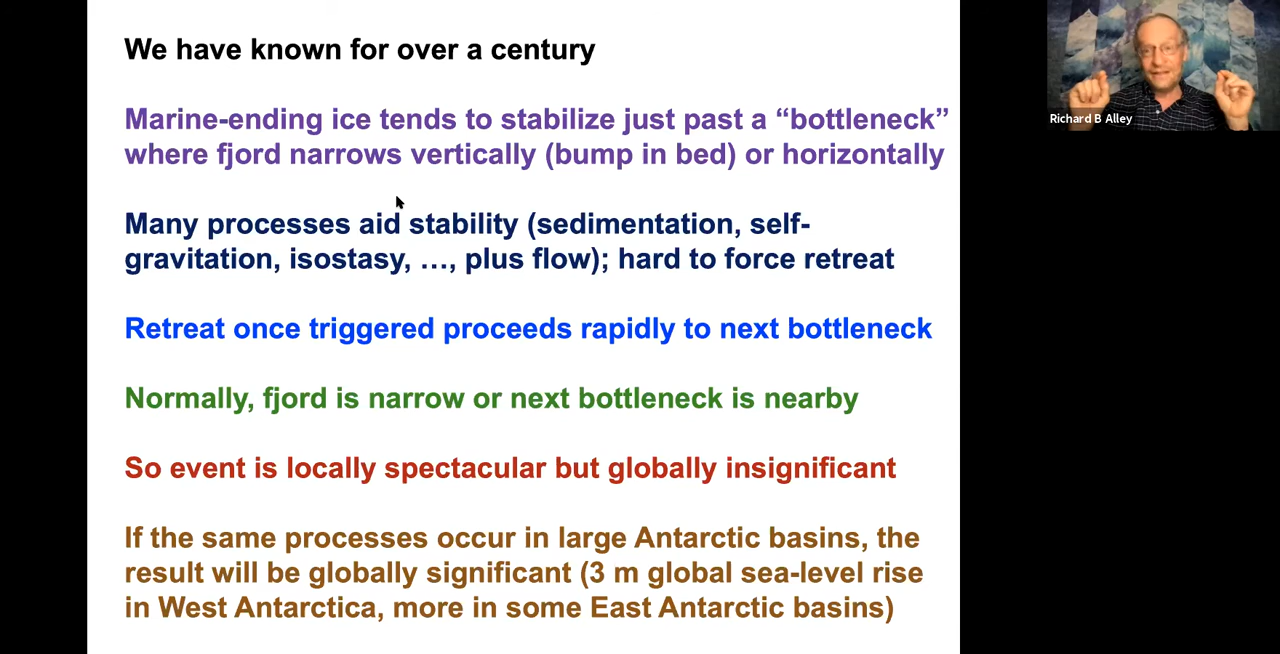 We have known for over a century
Marine-ending ice tends to stabilize just past a “bottleneck”
where fjord narrows vertically (bump in bed) or horizontally
Many processes aid stability (sedimentation, self-
gravitation, isostasy, …, plus flow); hard to force retreat
Retreat once triggered proceeds rapidly to next bottleneck
Normally, fjord is narrow or next bottleneck is nearby
So event is locally spectacular but globally insignificant
If the same processes occur in large Antarctic basins, the
result will be globally significant (3 m global sea-level rise
in West Antarctica, more in some East Antarctic basins)
Richard B Alley